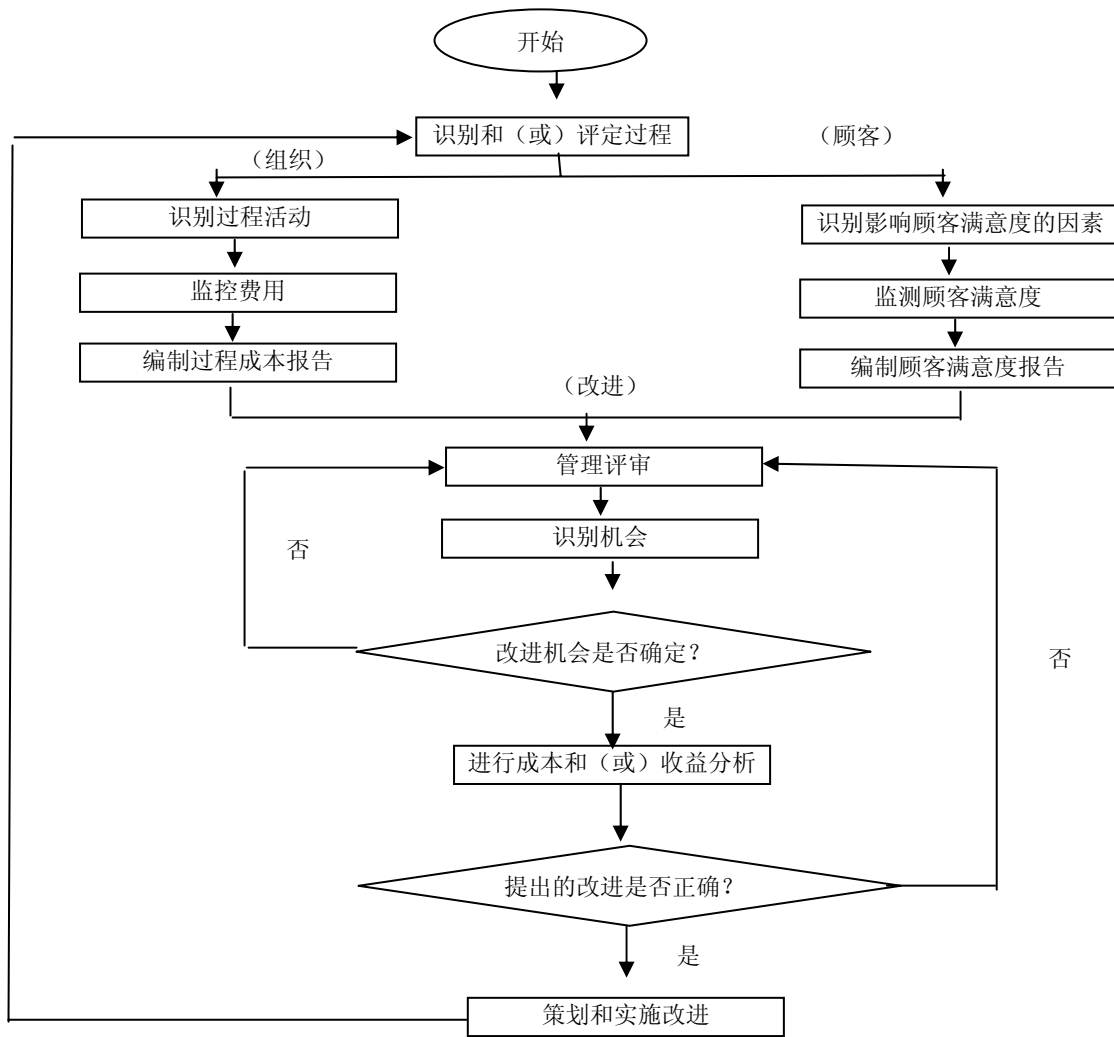 开始
识别和（或）评定过程
（顾客）
（组织）
识别过程活动
识别影响顾客满意度的因素
监控费用
监测顾客满意度
编制过程成本报告
编制顾客满意度报告
（改进）
管理评审
识别机会
否
改进机会是否确定？
否
是
进行成本和（或）收益分析
提出的改进是否正确？
是
策划和实施改进